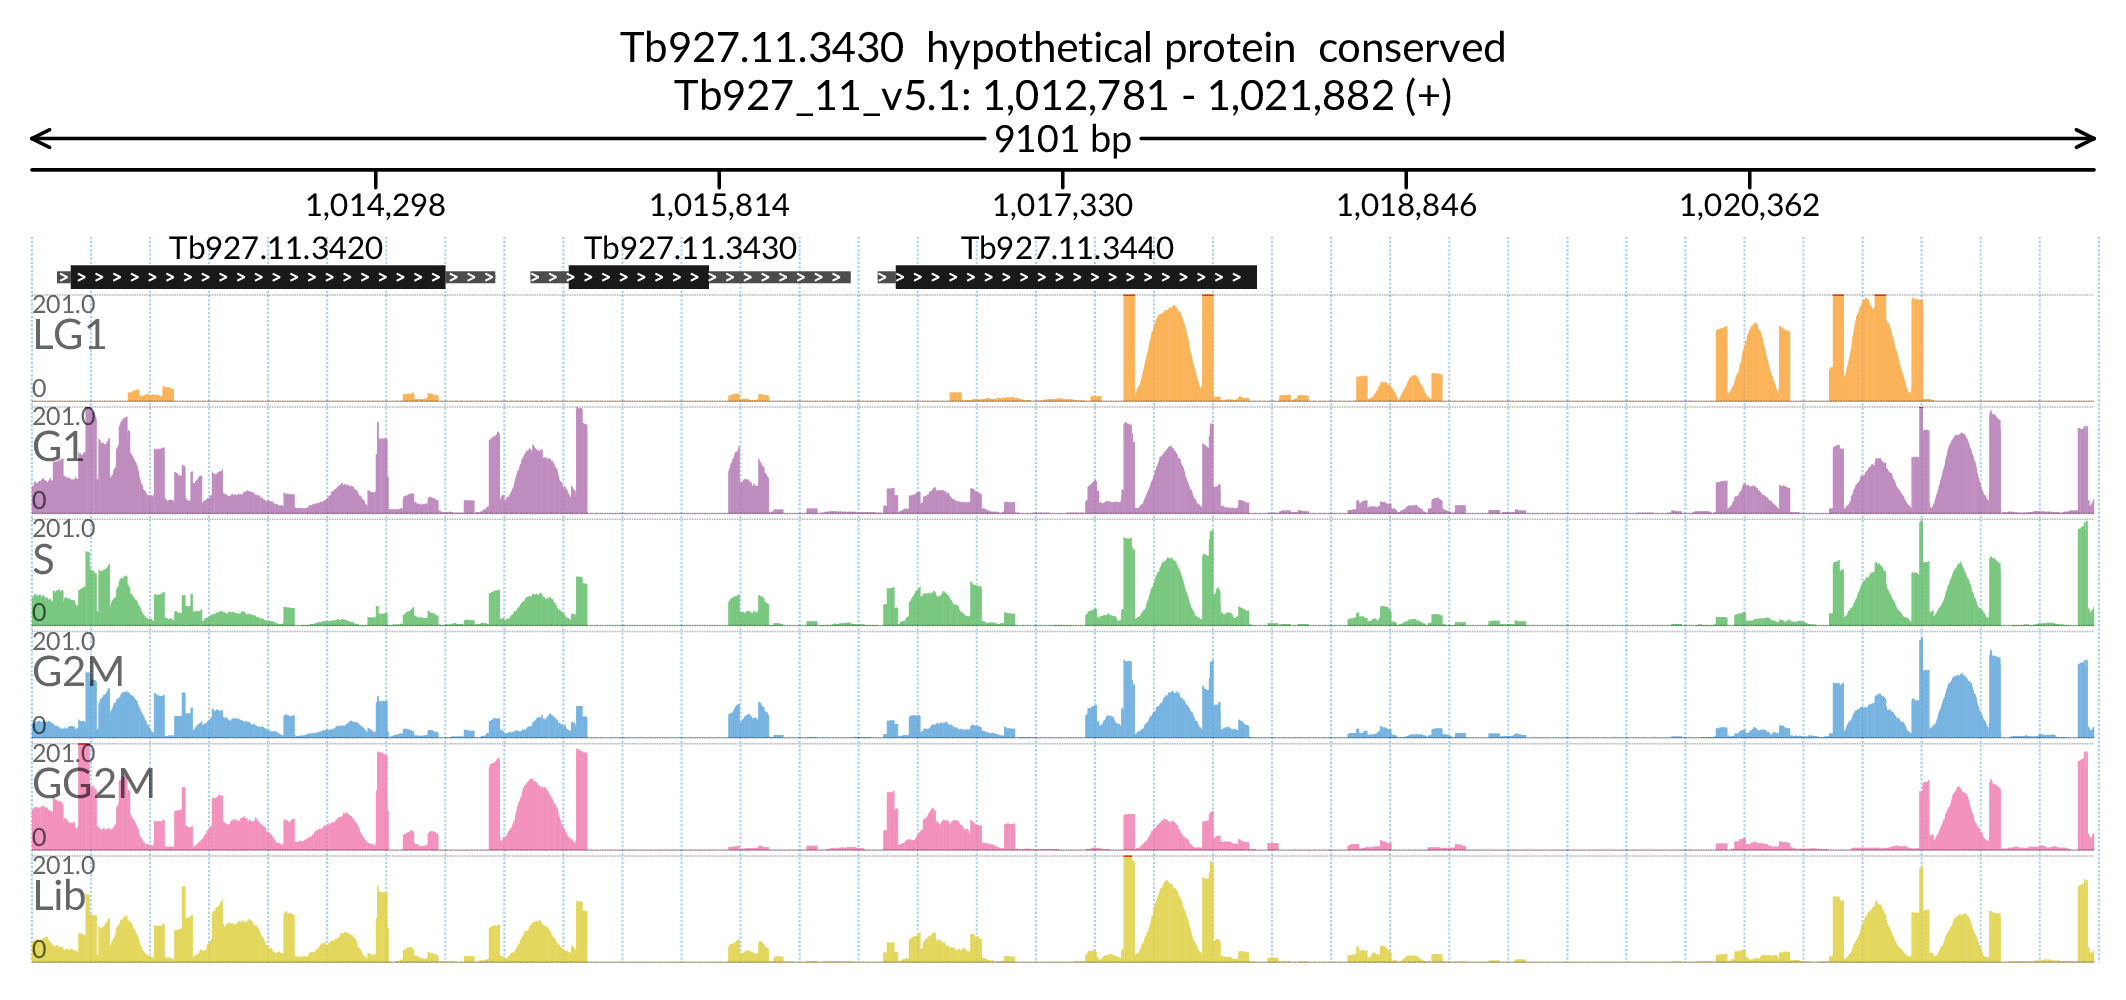 Tb927.11.3430 hypothetical protein conserved
Tb927_11_v5.1: 1,012,781 - 1,021,882 (+)
9101 bp
1,014,298 1,015,814 1,017,330 1,018,846 1,020,362
Tb927.11.3420 Tb927.11.3430 Tb927.11.3440
201.0
LG1
0
201.0
G1
0
201.0
S
0
201.0
G2M
0
201.0
GG2M
0
201.0
Lib
0